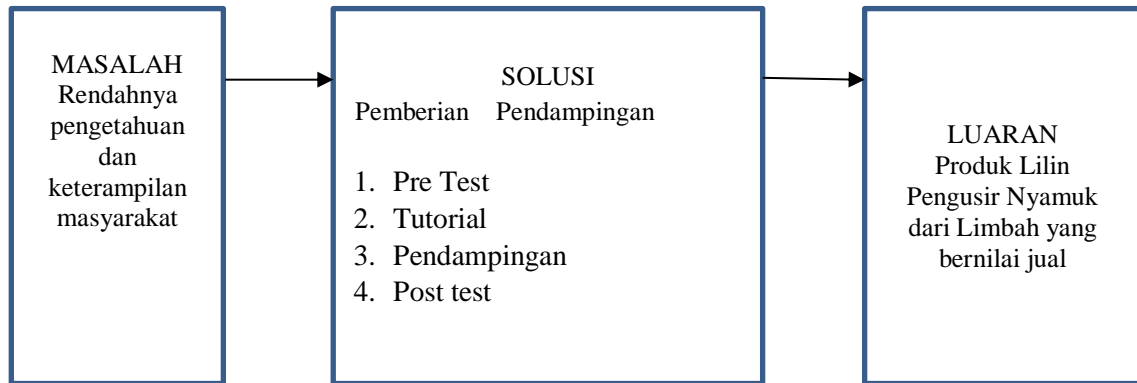 MASALAH
Rendahnya
pengetahuan
dan
keterampilan
masyarakat
SOLUSI
Pemberian Pendampingan
1. Pre Test
2. Tutorial
3. Pendampingan
4. Post test
LUARAN
Produk Lilin
Pengusir Nyamuk
dari Limbah yang
bernilai jual